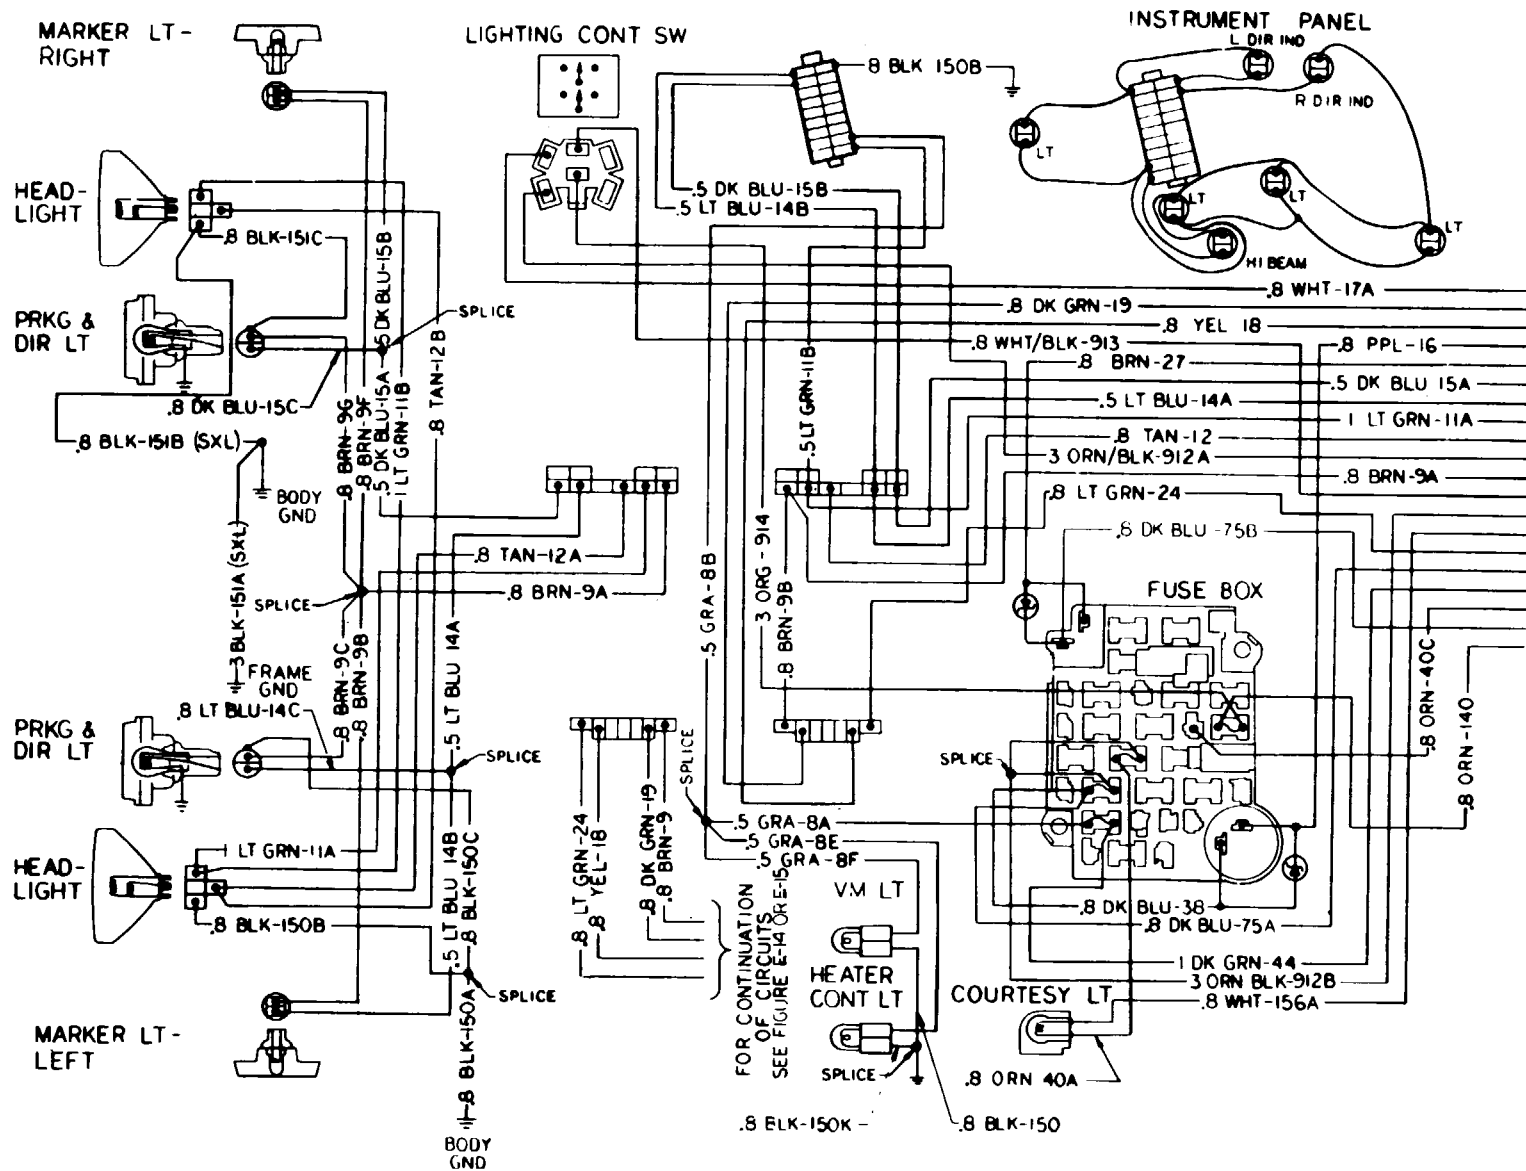 MARKER LT-
RIGHT
LIGHTING CONT SW
.8 BLK 150B
INSTRUMENT PANEL
L DIR IND
R DIR IND
LT
LT
LT
LT
HI BEAM
HEAD-
LIGHT
.8 BLK-151C
.5 DK BLU-15B
.5 DK BLU-15B
.5 LT BLU-14B
.8 WHT-17A
.8 DK GRN-19
.8 YEL 18
.8 WHT/BLK-913
.8 PPL-16
.8 BRN-27
.5 DK BLU 15A
.5 LT BLU-14A
1 LT GRN-11A
.8 TAN-12
3 ORN/BLK-912A
.8 BRN-9A
.8 LT GRN-24
.8 DK BLU-75B
PRKG &
DIR LT
SPLICE
.8 DK BLU-15C
.8 BLK-151B (SXL)
BODY
GND
.8 BRN-9G
.8 BRN-9F
.5 DK BLU-15A
1 LT GRN-11B
.8 TAN-12B
.5 LT GRN-11B
.8 TAN-12A
.8 BRN-9A
SPLICE
3 BLK-151A (SXL)
FRAME
GND
.8 LT BLU-14C
.8 BRN-9C
.8 BRN-9B
.5 LT BLU 14A
.5 GRA-8B
3 ORG-914
.8 BRN-9B
FUSE BOX
.8 ORN-40C
.8 ORN-140
PRKG &
DIR LT
SPLICE
SPLICE
SPLICE
.5 GRA-8A
.5 GRA-8E
.5 GRA-8F
HEAD-
LIGHT
1 LT GRN-11A
.8 BLK-150B
.5 LT BLU 14B
.8 BLK-150C
.8 LT GRN-24
.8 YEL-18
.8 DK GRN-19
.8 BRN-9
V.M LT
.8 DK BLU-38
.8 DK BLU-75A
1 DK GRN-44
3 ORN BLK-912B
.8 WHT-156A
HEATER
CONT LT
COURTESY LT
SPLICE
MARKER LT-
LEFT
.8 BLK-150A
FOR CONTINUATION
OF CIRCUITS
SEE FIGURE E-14 OR E-15
SPLICE
.8 ORN 40A
.8 BLK-150K
.8 BLK-150
BODY
GND